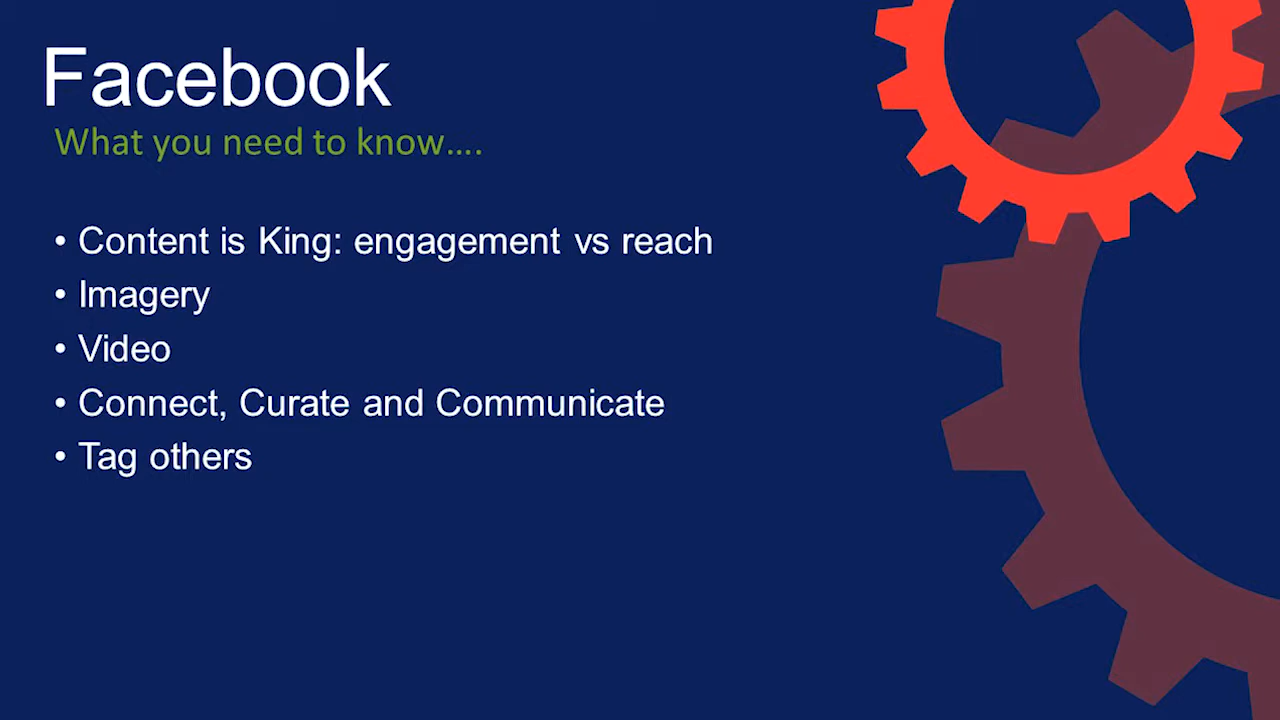 Facebook
What you need to know....
• Content is King: engagement vs reach
• Imagery
• Video
• Connect, Curate and Communicate
• Tag others